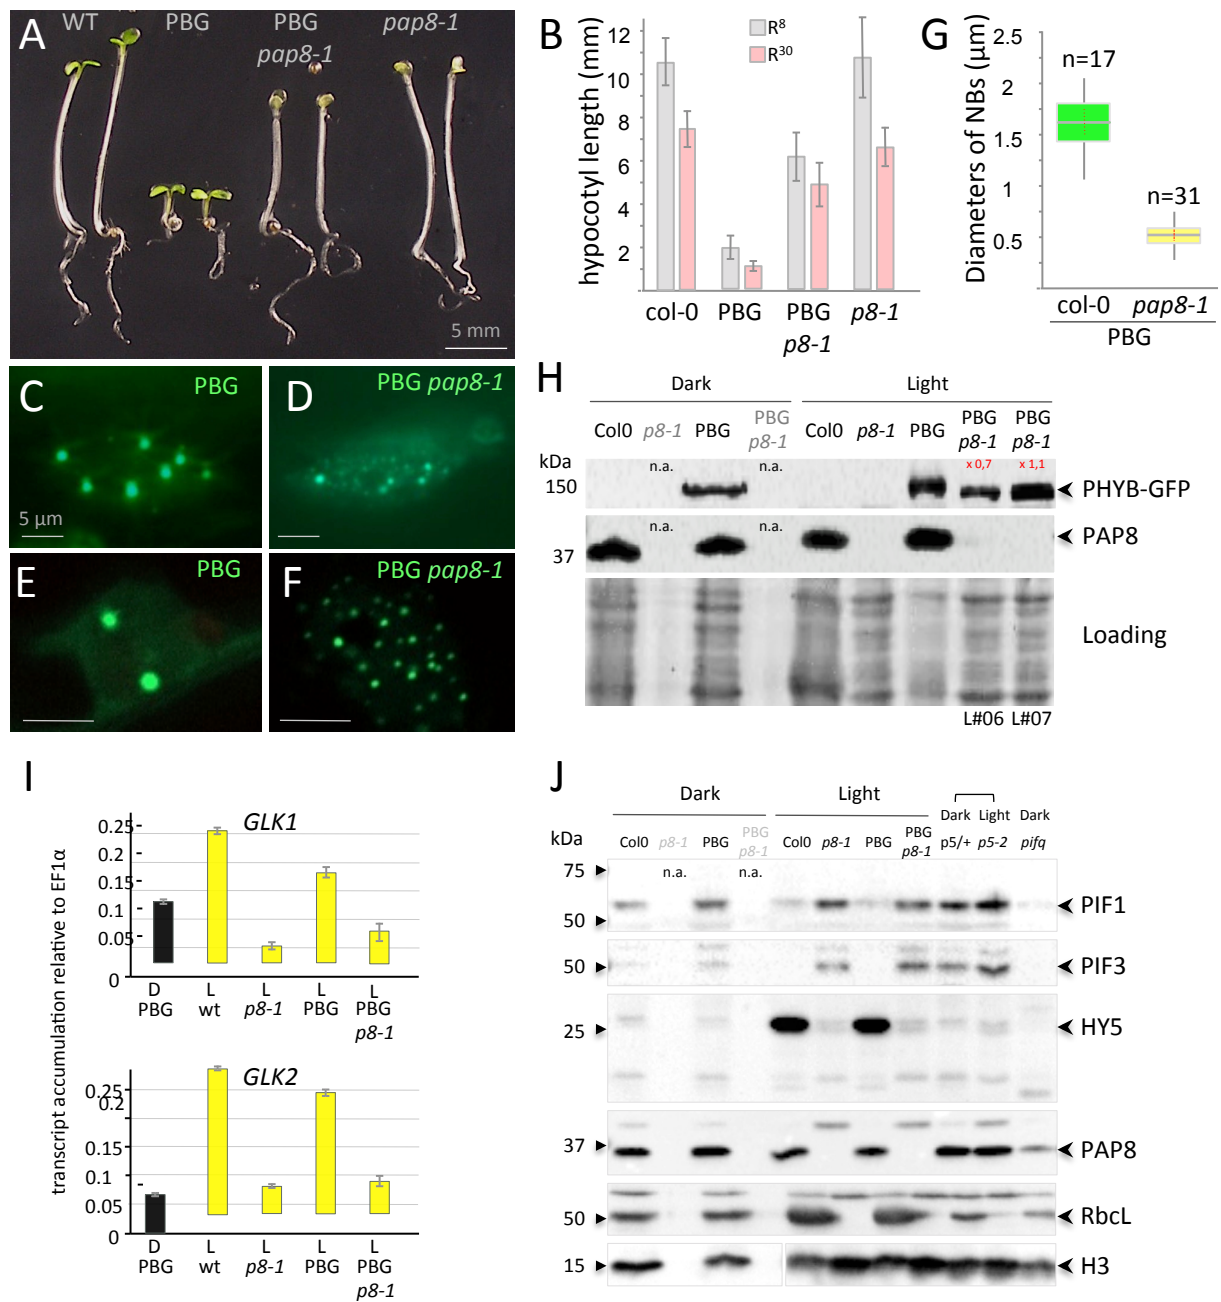 A
WT
PBG
PBG
pap8-1
pap8-1
5 mm
B
hypocotyl length (mm)
12
10
8
6
4
2
R8
R30
col-0
PBG
PBG
p8-1
p8-1
G
Diameters of NBs (µm)
2.5
2
1.5
1
0.5
n=17
n=31
col-0
pap8-1
PBG
C
PBG
5 µm
D
PBG pap8-1
E
PBG
F
PBG pap8-1
H
Dark
Light
Col0
p8-1
PBG
PBG
p8-1
Col0
p8-1
PBG
PBG
p8-1
PBG
p8-1
kDa
n.a.
n.a.
x 0,7
x 1,1
150
PHYB-GFP
n.a.
n.a.
37
PAP8
Loading
L#06
L#07
I
transcript accumulation relative to EF1α
GLK1
0.25
0.15
0.1
0.05
0
D
PBG
L
wt
L
p8-1
L
PBG
L
PBG
p8-1
GLK2
0.25
0.2
0.15
0.1
0.05
0
D
PBG
L
wt
L
p8-1
L
PBG
L
PBG
p8-1
J
Dark
Light
Dark
Light
Dark
kDa
Col0
p8-1
PBG
PBG
p8-1
Col0
p8-1
PBG
PBG
p8-1
p5/+
p5-2
pifq
75
n.a.
n.a.
50
PIF1
50
PIF3
25
HY5
37
PAP8
50
RbcL
15
H3